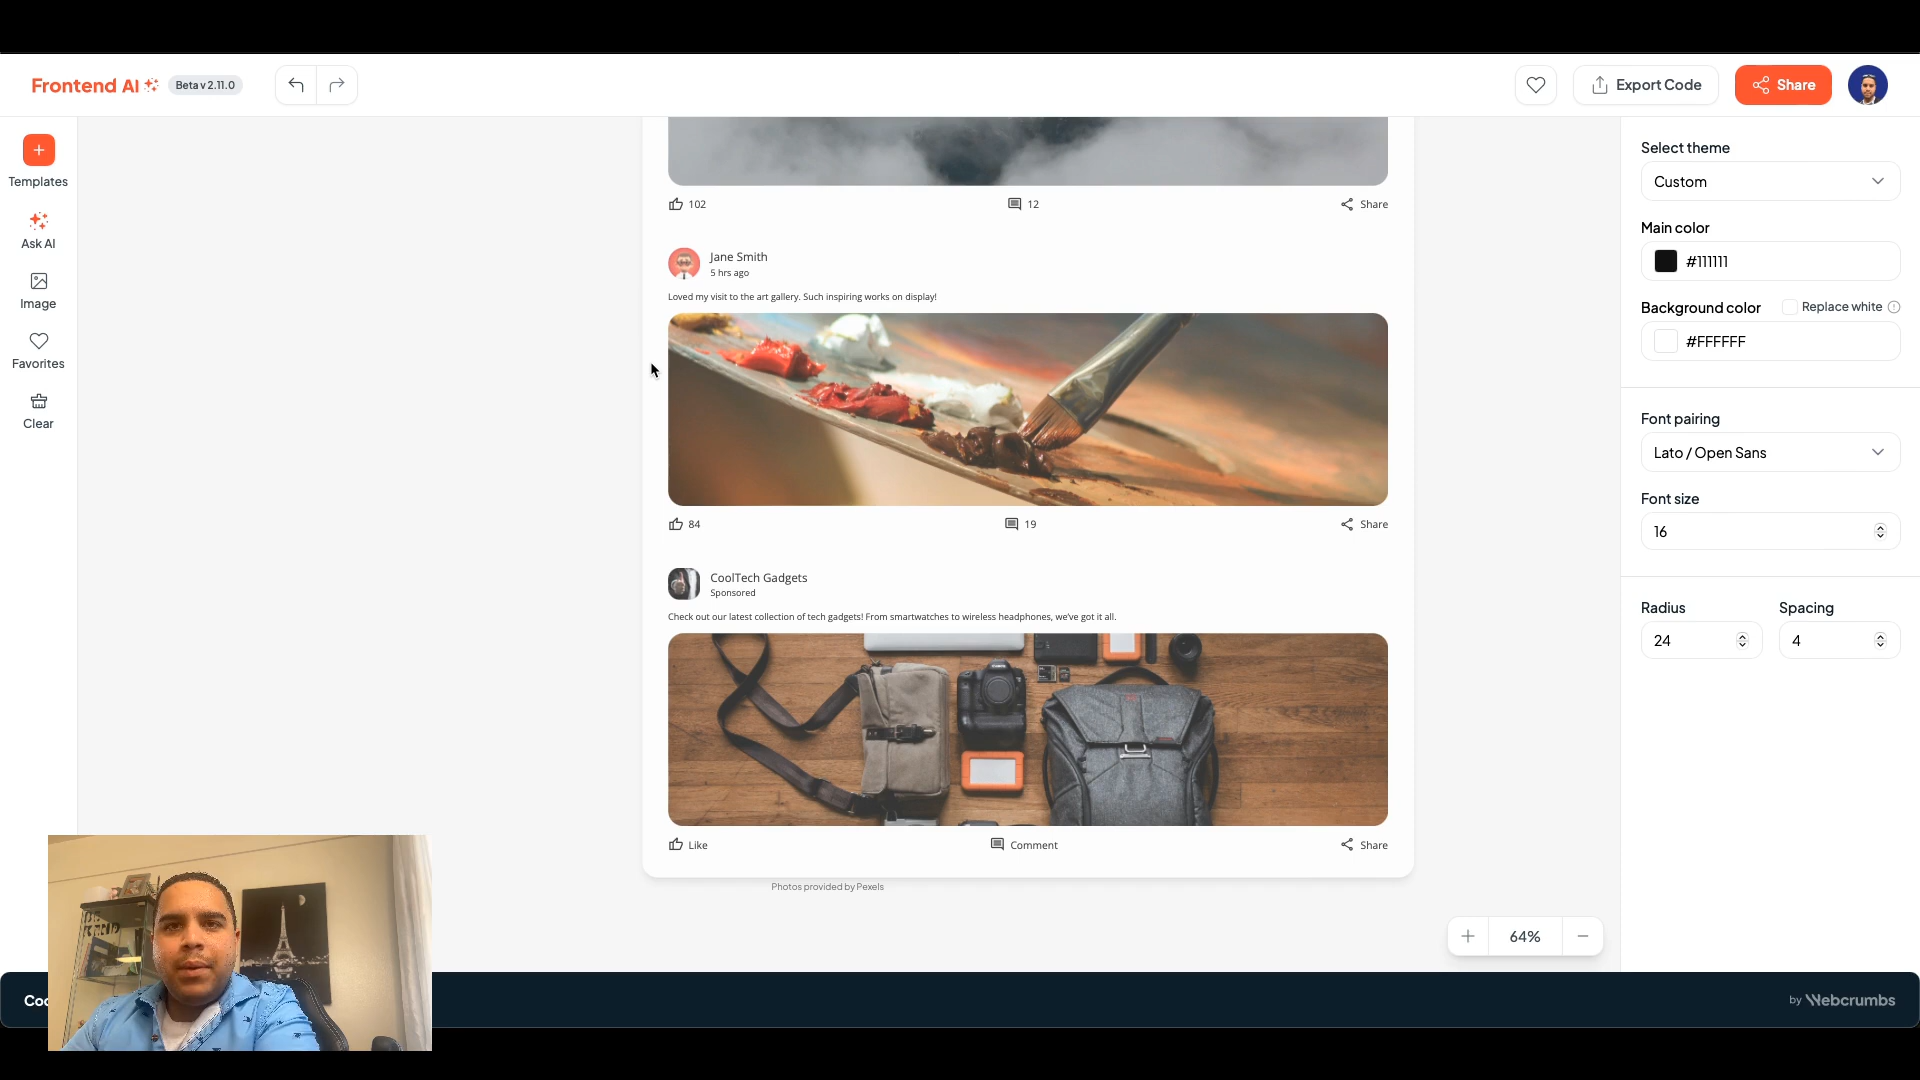 Frontend AI
Beta v 2.11.0
Export Code
Share
Templates
Ask AI
Image
Favorites
Clear
102
12
Share
Jane Smith
5 hrs ago
Loved my visit to the art gallery. Such inspiring works on display!
84
19
Share
CoolTech Gadgets
Sponsored
Check out our latest collection of tech gadgets! From smartwatches to wireless headphones, we've got it all.
Like
Comment
Share
Photos provided by Pexels
64%
Select theme
Custom
Main color
#111111
Background color
Replace white
#FFFFFF
Font pairing
Lato / Open Sans
Font size
16
Radius
Spacing
24
4
by Webcrumbs